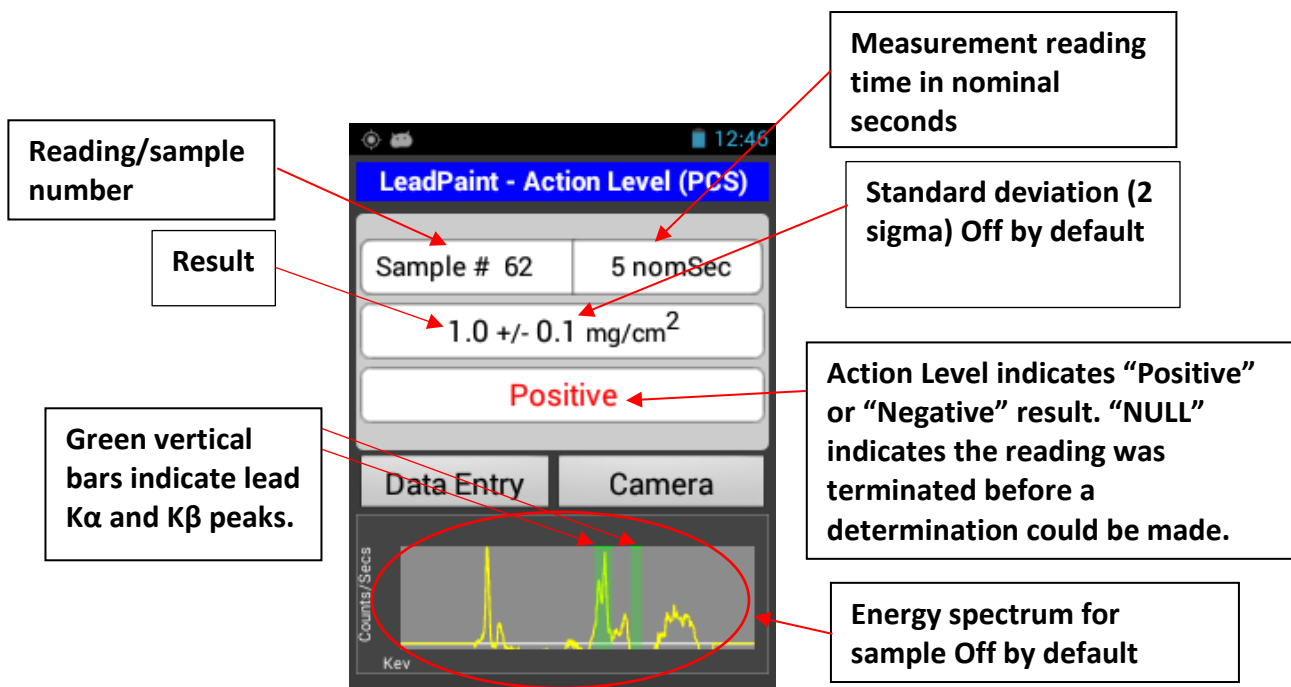 Measurement reading
time in nominal
seconds
Reading/sample
number
12:46
LeadPaint - Action Level (PCS)
Standard deviation (2
sigma) Off by default
Result
Sample # 62
5 nomSec
1.0 +/- 0.1 mg/cm²
Positive
Action Level indicates “Positive”
or “Negative” result. “NULL”
indicates the reading was
terminated before a
determination could be made.
Green vertical
bars indicate lead
Kα and Kβ peaks.
Data Entry
Camera
Counts/Secs
Kev
Energy spectrum for
sample Off by default